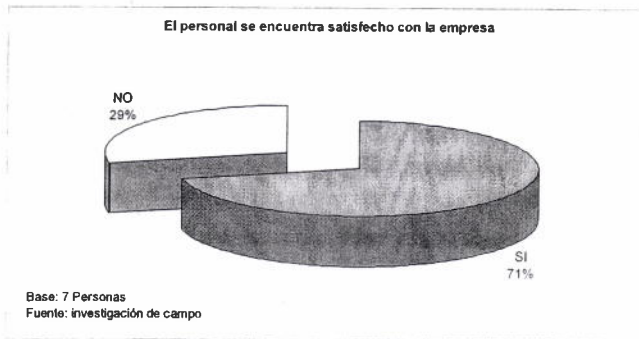 El personal se encuentra satisfecho con la empresa
NO
29%
SI
71%
Base: 7 Personas
Fuente: investigación de campo